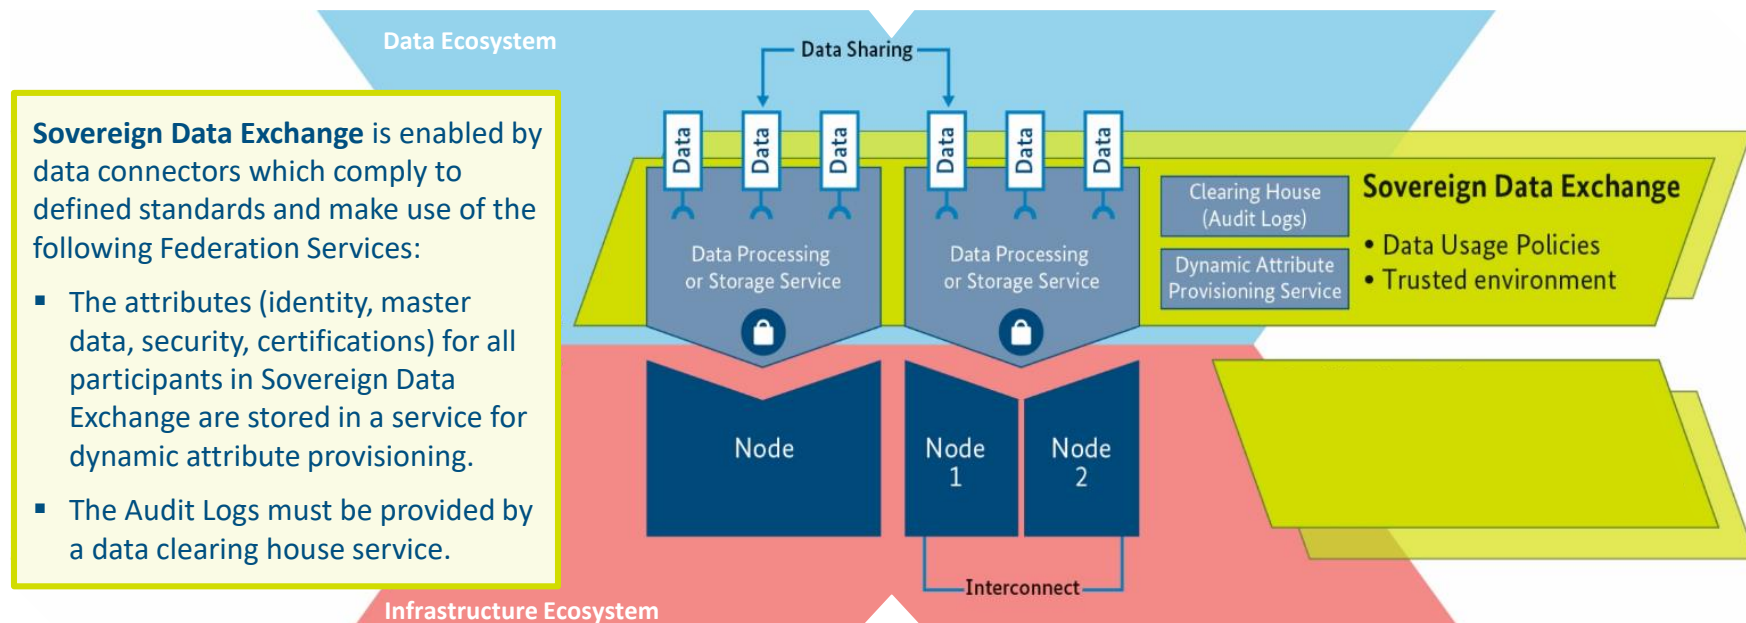 Data Ecosystem
Sovereign Data Exchange is enabled by
data connectors which comply to
defined standards and make use of the
following Federation Services:
▪ The attributes (identity, master
data, security, certifications) for all
participants in Sovereign Data
Exchange are stored in a service for
dynamic attribute provisioning.
▪ The Audit Logs must be provided by
a data clearing house service.
Data Sharing
Data
Data
Data
Data
Data
Data
Data Processing
or Storage Service
Data Processing
or Storage Service
Clearing House
(Audit Logs)
Dynamic Attribute
Provisioning Service
Sovereign Data Exchange
• Data Usage Policies
• Trusted environment
Node
Node
1
Node
2
Interconnect
Infrastructure Ecosystem